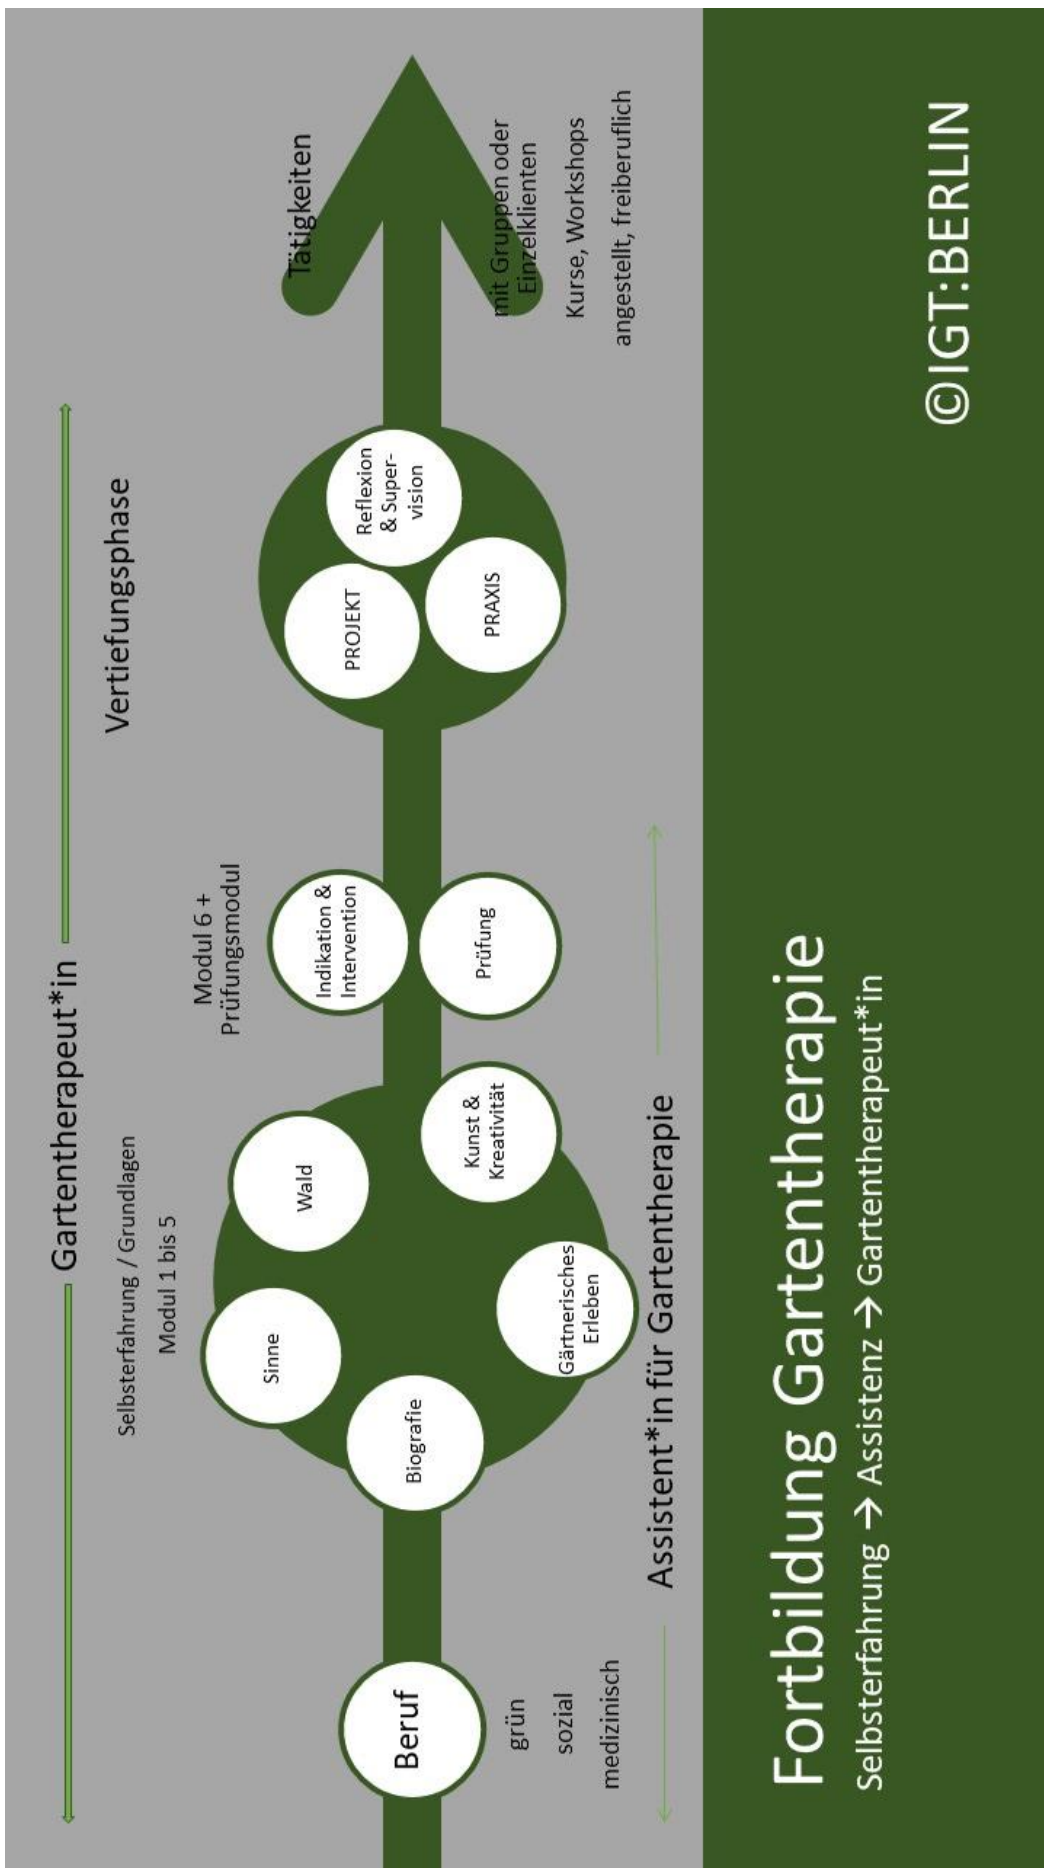 Gartentherapeut*in
Selbsterfahrung / Grundlagen
Modul 1 bis 5
Modul 6 +
Prüfungsmodul
Vertiefungsphase
Tätigkeiten
Beruf
grün
sozial
medizinisch
Biografie
Sinne
Wald
Gärtnerisches
Erleben
Kunst &
Kreativität
Indikation &
Intervention
Prüfung
PROJEKT
Reflexion
& Super-
vision
PRAXIS
mit Gruppen oder
Einzelklienten
Kurse, Workshops
angestellt, freiberuflich
Assistent*in für Gartentherapie
Fortbildung Gartentherapie
Selbsterfahrung → Assistenz → Gartentherapeut*in
©IGT:BERLIN